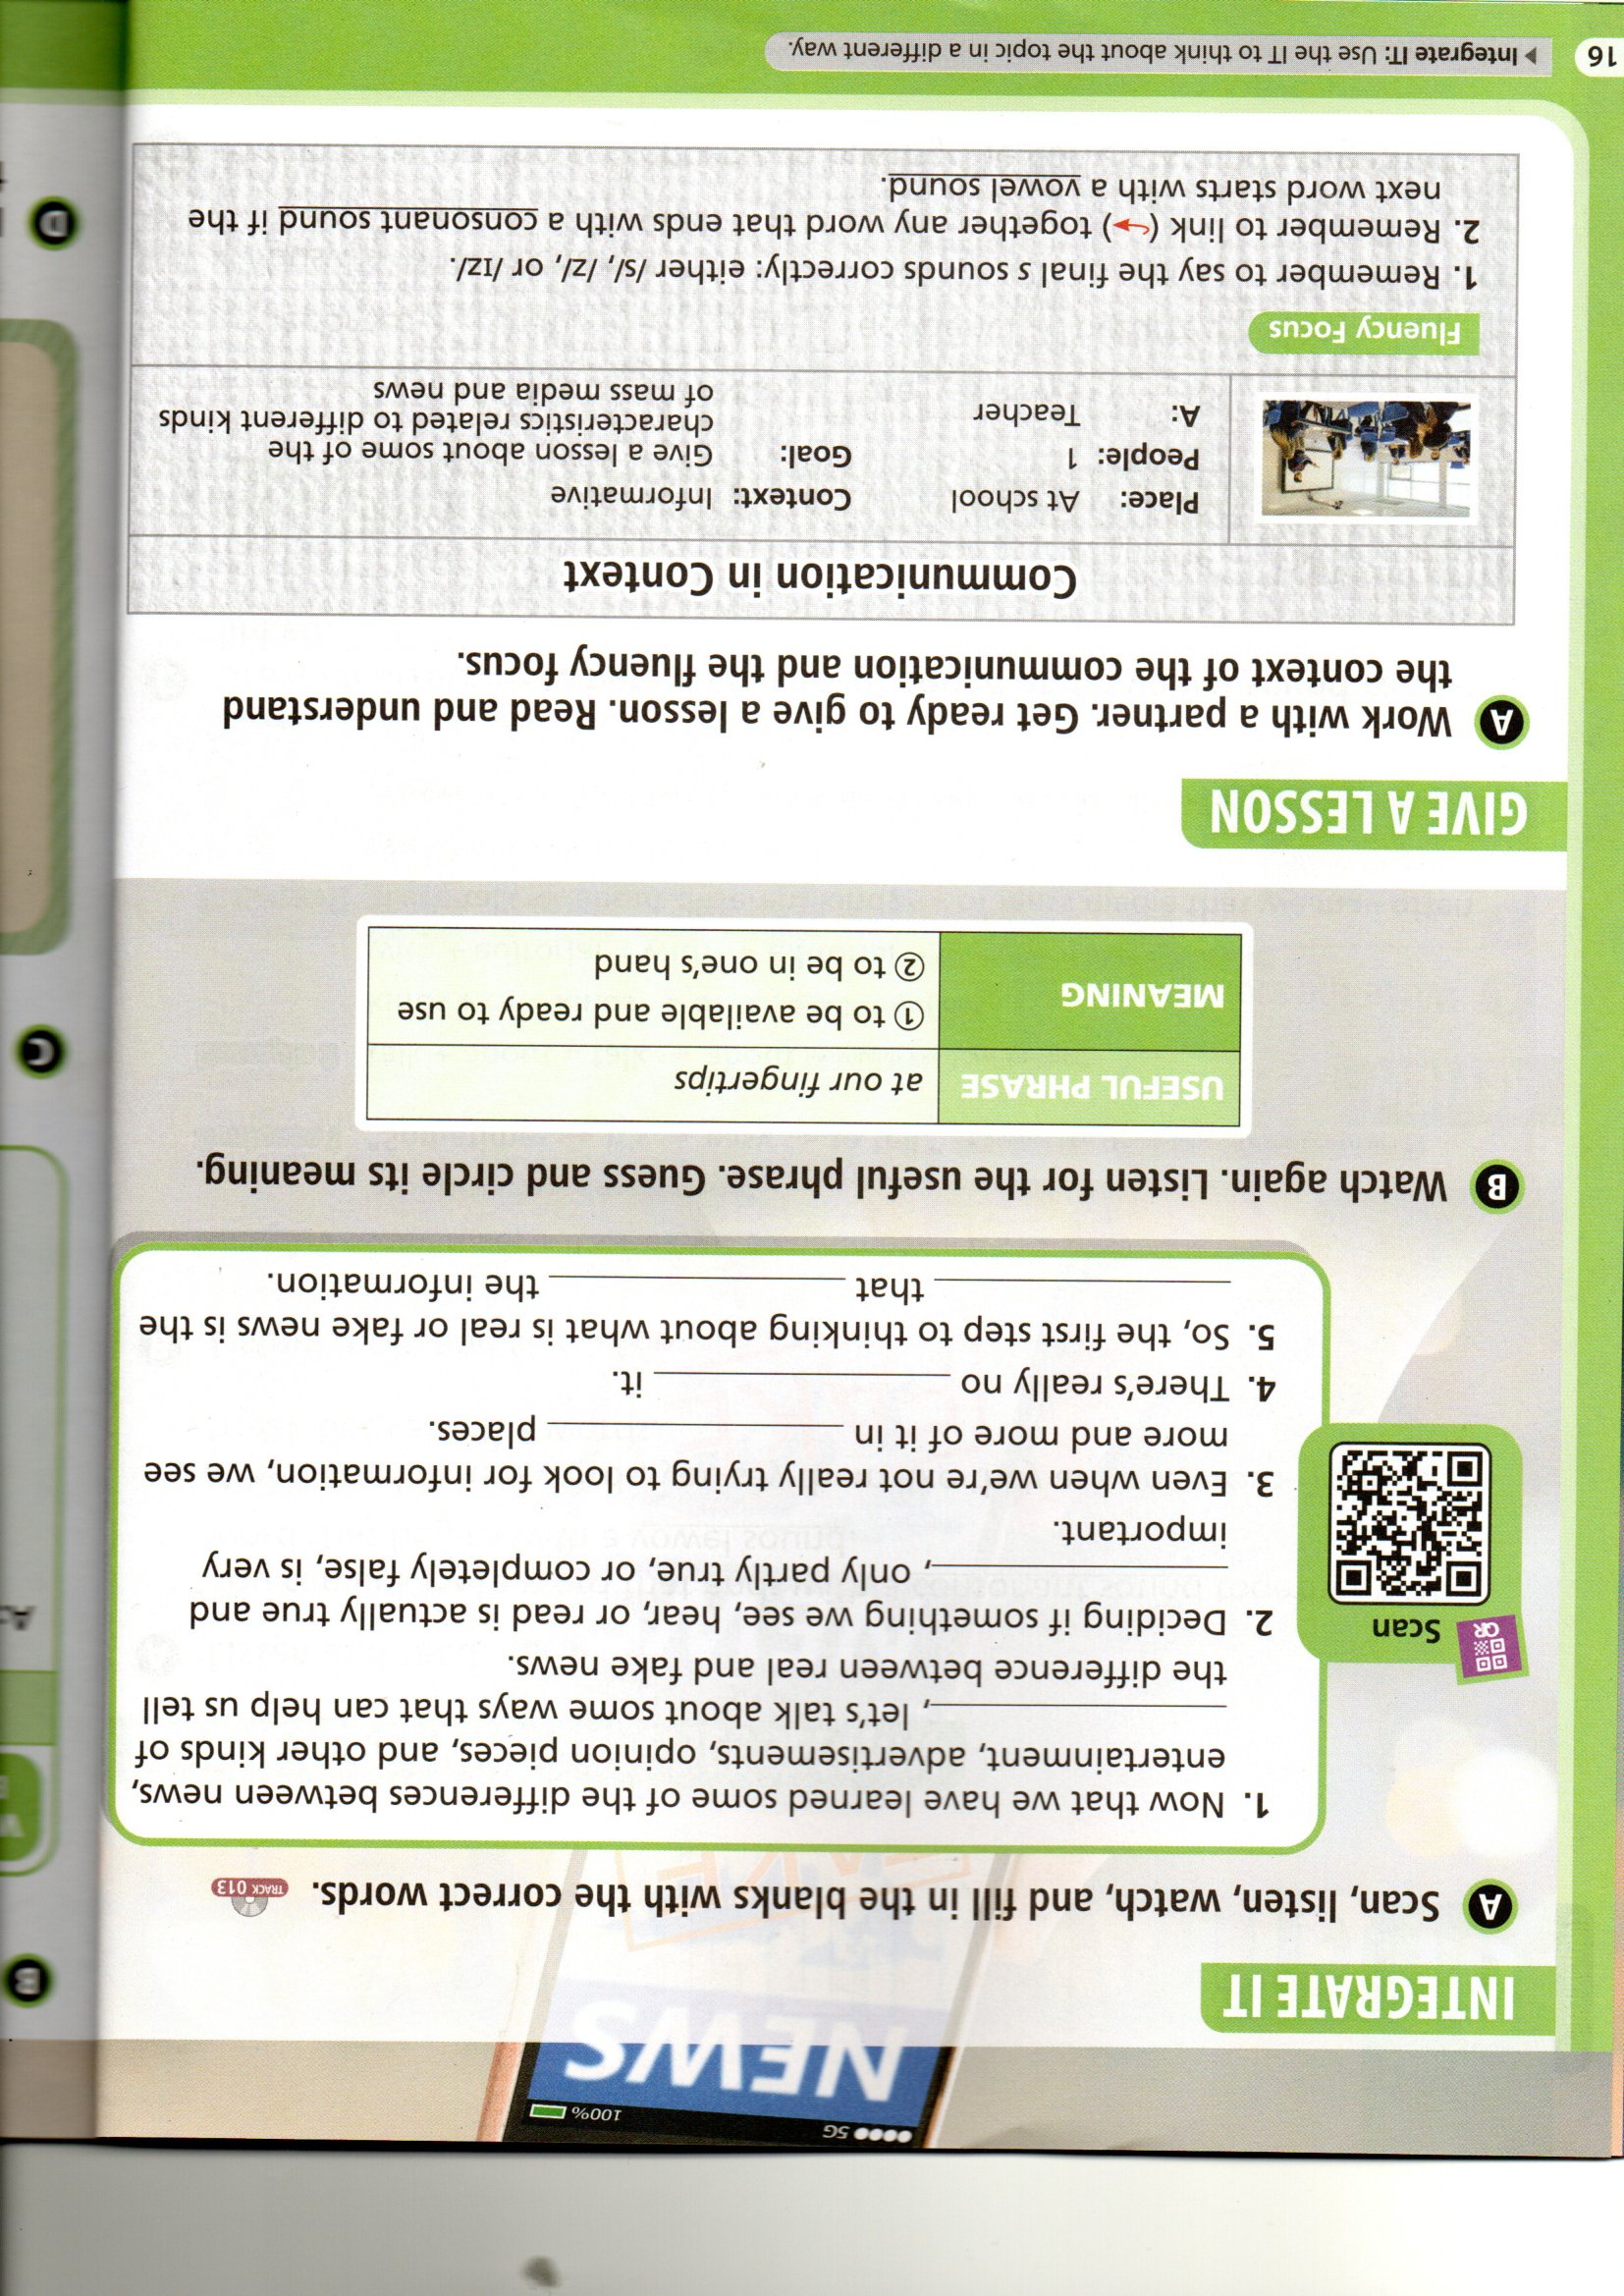 5G 100%
NEWS
INTEGRATE IT
A Scan, listen, watch, and fill in the blanks with the correct words. TRACK 013
1. Now that we have learned some of the differences between news,
entertainment, advertisements, opinion pieces, and other kinds of
____________, let's talk about some ways that can help us tell
the difference between real and fake news.
2. Deciding if something we see, hear, or read is actually true and
____________, only partly true, or completely false, is very
important.
3. Even when we're not really trying to look for information, we see
more and more of it in ____________ places.
4. There's really no ____________ it.
5. So, the first step to thinking about what is real or fake news is the
____________ that ____________ the information.
QR
Scan
B Watch again. Listen for the useful phrase. Guess and circle its meaning.
USEFUL PHRASE at our fingertips
MEANING ① to be available and ready to use
② to be in one's hand
GIVE A LESSON
A Work with a partner. Get ready to give a lesson. Read and understand
the context of the communication and the fluency focus.
Communication in Context
Place: At school Context: Informative
People: 1 Goal: Give a lesson about some of the
A: Teacher characteristics related to different kinds
of mass media and news
Fluency Focus
1. Remember to say the final s sounds correctly: either /s/, /z/, or /ɪz/.
2. Remember to link (⤷) together any word that ends with a consonant sound if the
next word starts with a vowel sound.
16 ▸ Integrate IT: Use the IT to think about the topic in a different way.
B
C
D